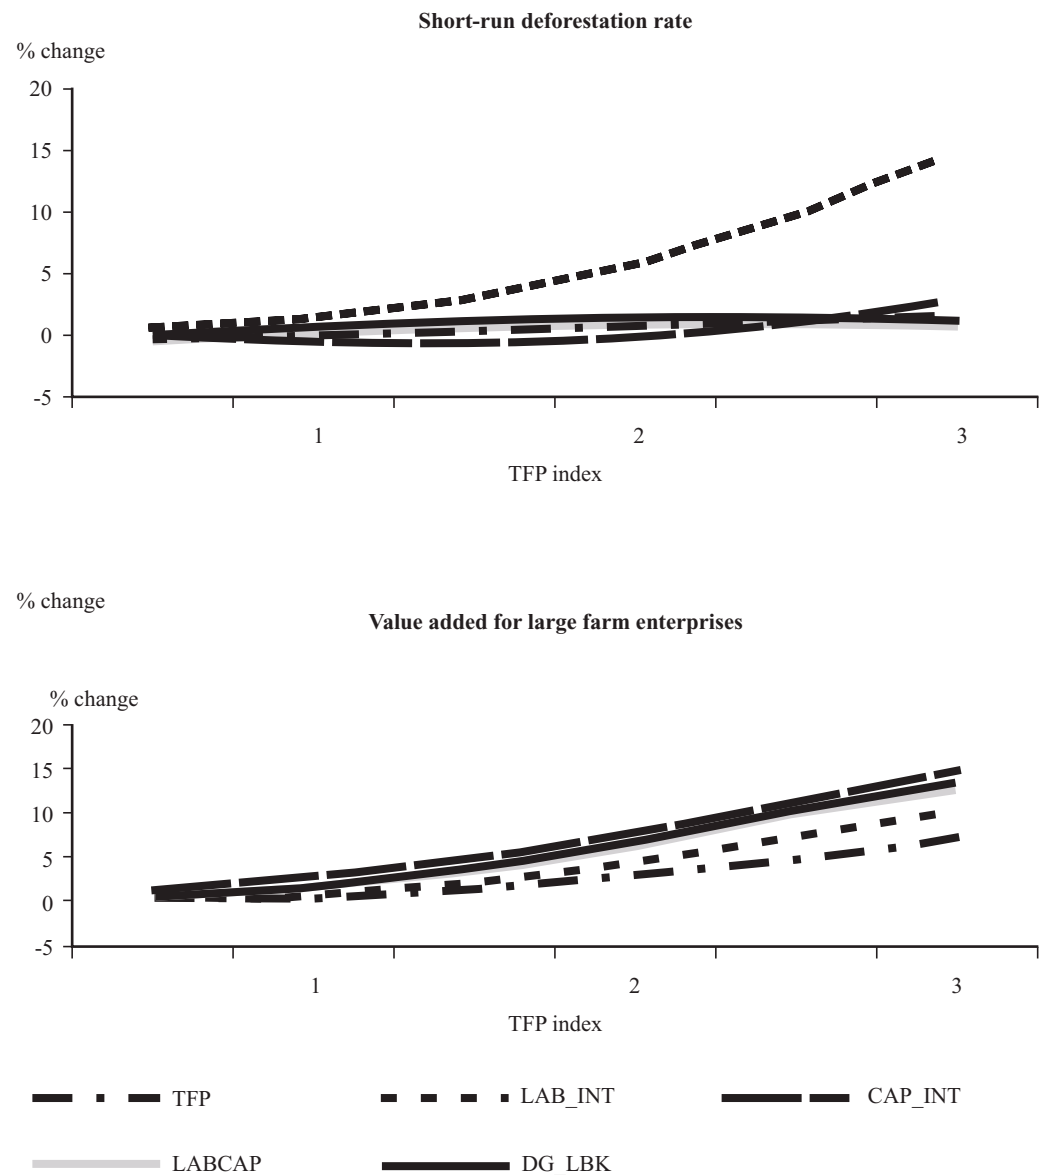 Short-run deforestation rate
% change
20
15
10
5
0
-5
1 2 3
TFP index
% change
Value added for large farm enterprises
% change
20
15
10
5
0
-5
1 2 3
TFP index
TFP LAB_INT CAP_INT
LABCAP DG_LBK